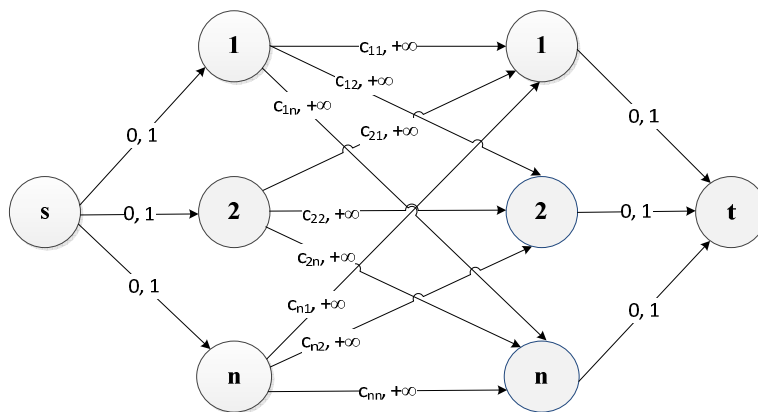 1
1
c11, +∞
c12, +∞
c1n, +∞
c21, +∞
0, 1
0, 1
s
0, 1
2
c22, +∞
2
0, 1
t
c2n, +∞
0, 1
cn1, +∞
0, 1
cn2, +∞
n
n
cnn, +∞